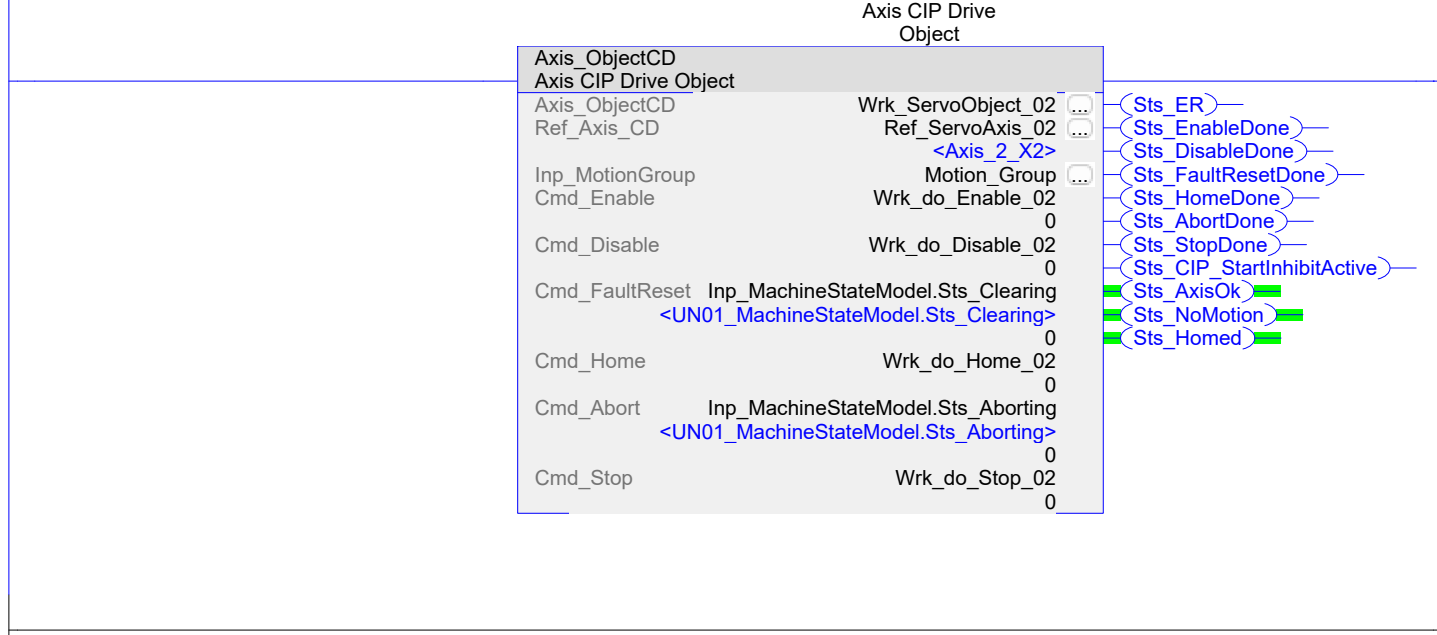 Axis CIP Drive
Object
Axis_ObjectCD
Axis CIP Drive Object
Axis_ObjectCD Wrk_ServoObject_02 ... Sts_ER
Ref_Axis_CD Ref_ServoAxis_02 ... Sts_EnableDone
<Axis_2_X2> Sts_DisableDone
Inp_MotionGroup Motion_Group ... Sts_FaultResetDone
Cmd_Enable Wrk_do_Enable_02 Sts_HomeDone
0 Sts_AbortDone
Cmd_Disable Wrk_do_Disable_02 Sts_StopDone
0 Sts_CIP_StartInhibitActive
Cmd_FaultReset Inp_MachineStateModel.Sts_Clearing Sts_AxisOk
<UN01_MachineStateModel.Sts_Clearing> Sts_NoMotion
0 Sts_Homed
Cmd_Home Wrk_do_Home_02
0
Cmd_Abort Inp_MachineStateModel.Sts_Aborting
<UN01_MachineStateModel.Sts_Aborting>
0
Cmd_Stop Wrk_do_Stop_02
0